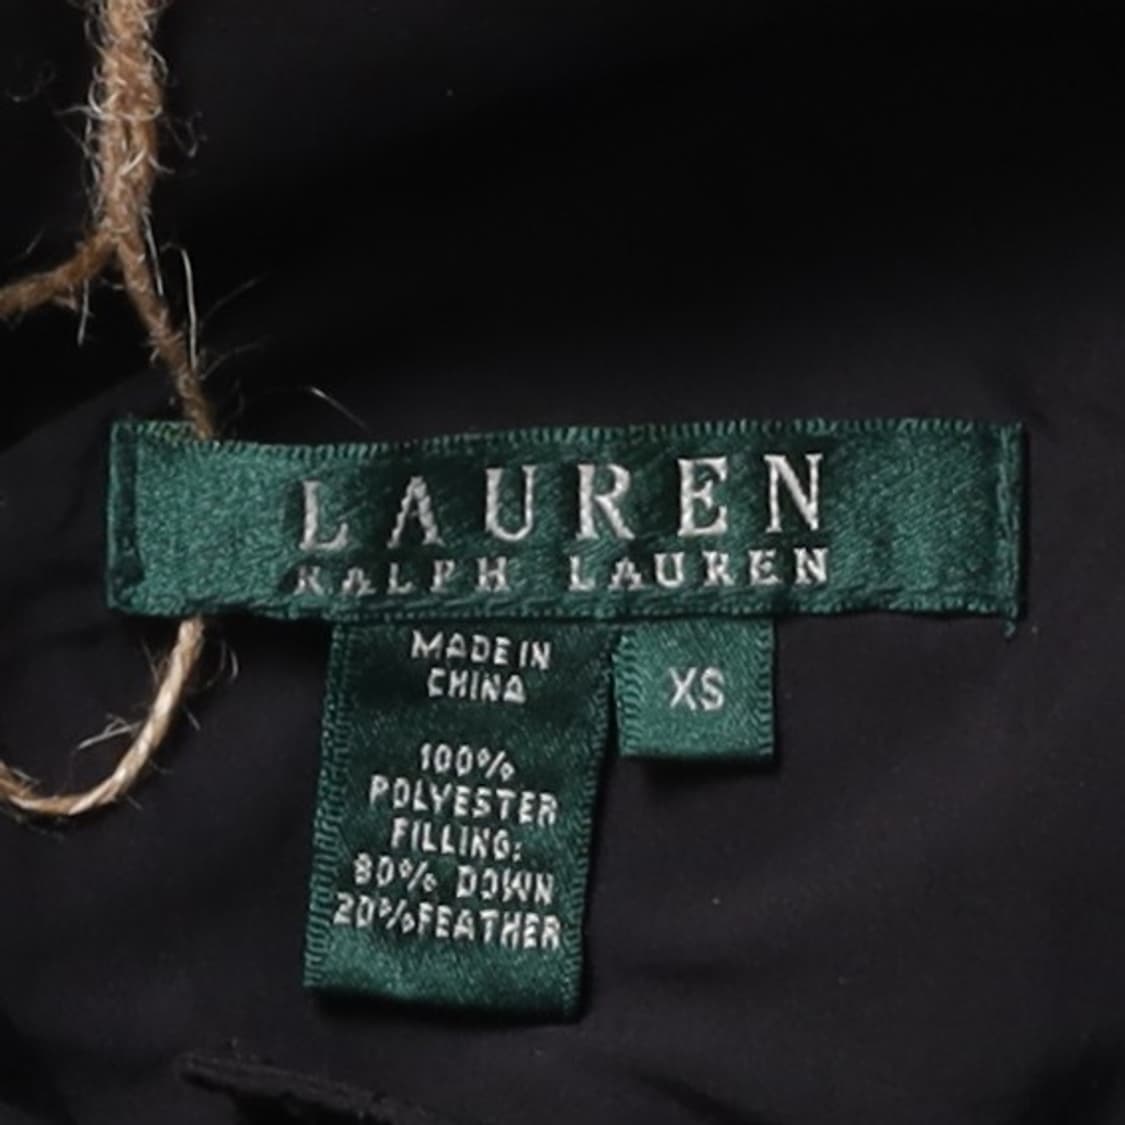 LAUREN
RALPH LAUREN
MADE IN
CHINA
XS
100%
POLYESTER
FILLING:
80% DOWN
20% FEATHER